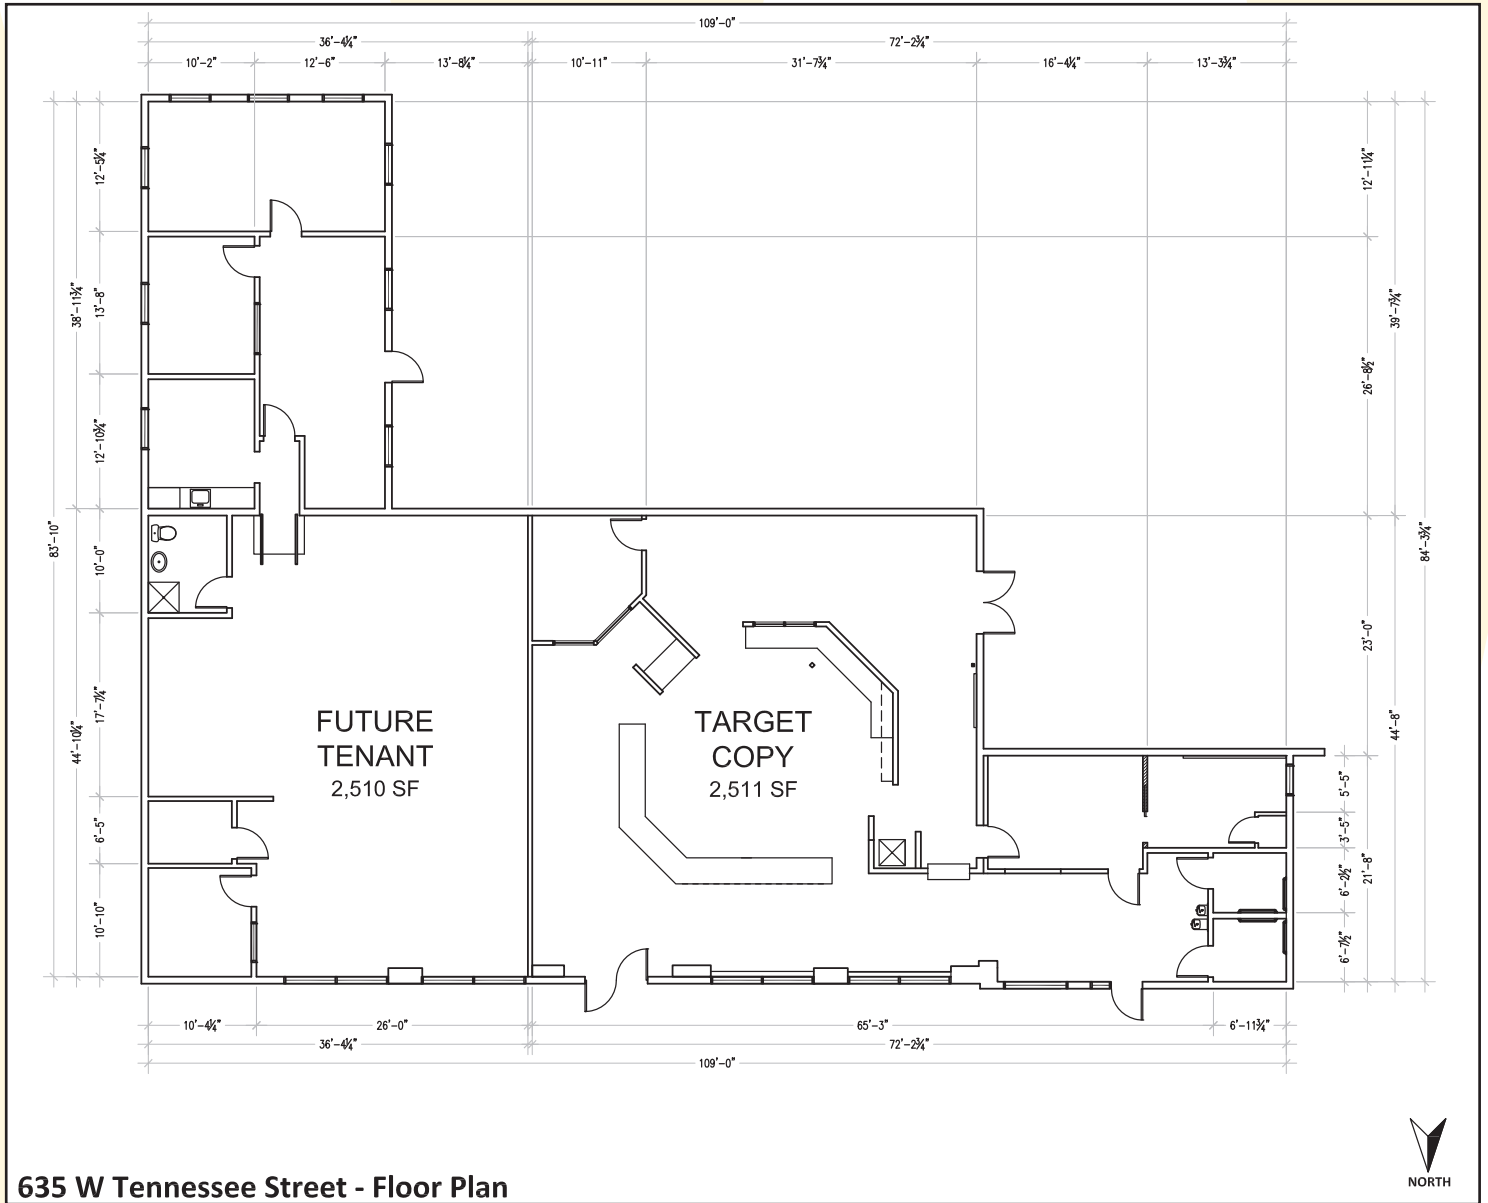 109'-0"
36'-4¼" 72'-2¾"
10'-2" 12'-6" 13'-8¼" 10'-11" 31'-7¾" 16'-4¼" 13'-3¾"
12'-5¼"
13'-8"
12'-10¾"
38'-11¾"
83'-10"
10'-0"
17'-7¼"
44'-10¼"
6'-5"
10'-10"
12'-11¼"
26'-8½"
39'-7¾"
84'-3¾"
23'-0"
44'-8"
5'-5"
3'-5"
21'-8"
6'-2½"
6'-7½"
FUTURE
TENANT
2,510 SF
TARGET
COPY
2,511 SF
10'-4¼" 26'-0" 65'-3" 6'-11¾"
36'-4¼" 72'-2¾"
109'-0"
NORTH
635 W Tennessee Street - Floor Plan